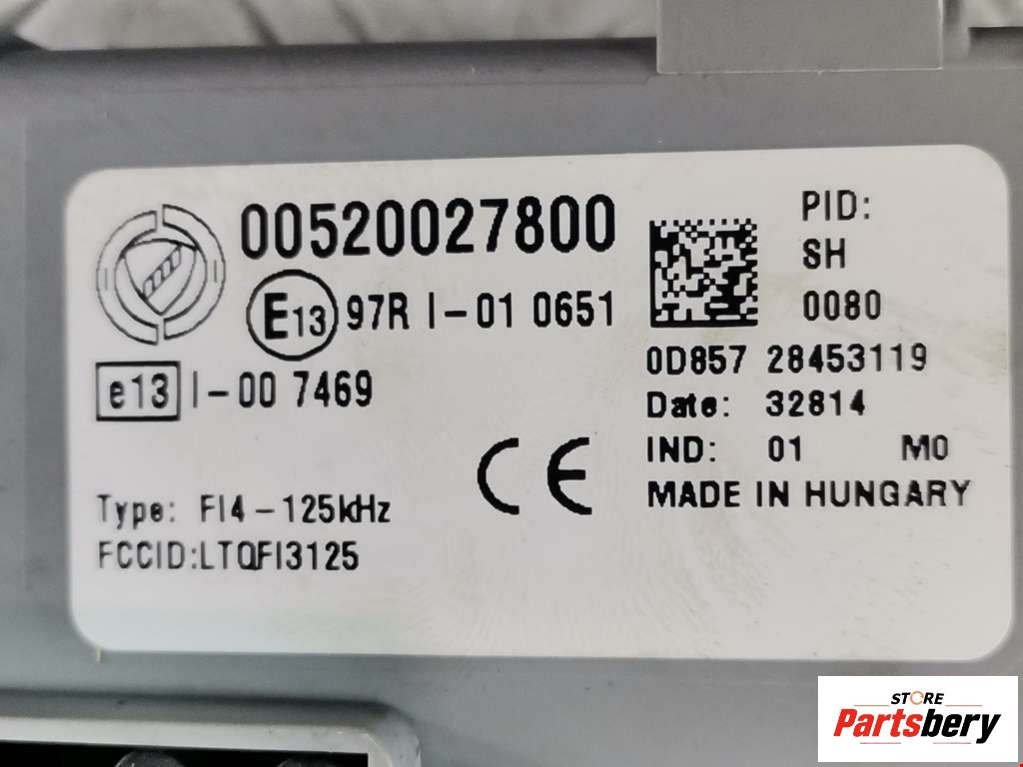 00520027800
E13 97R I-01 0651
e13 I-00 7469
Type: FI4-125kHz
FCCID:LTQFI3125
PID:
SH
0080
0D857 28453119
Date: 32814
IND: 01 M0
MADE IN HUNGARY
CE
STORE
Partsbery